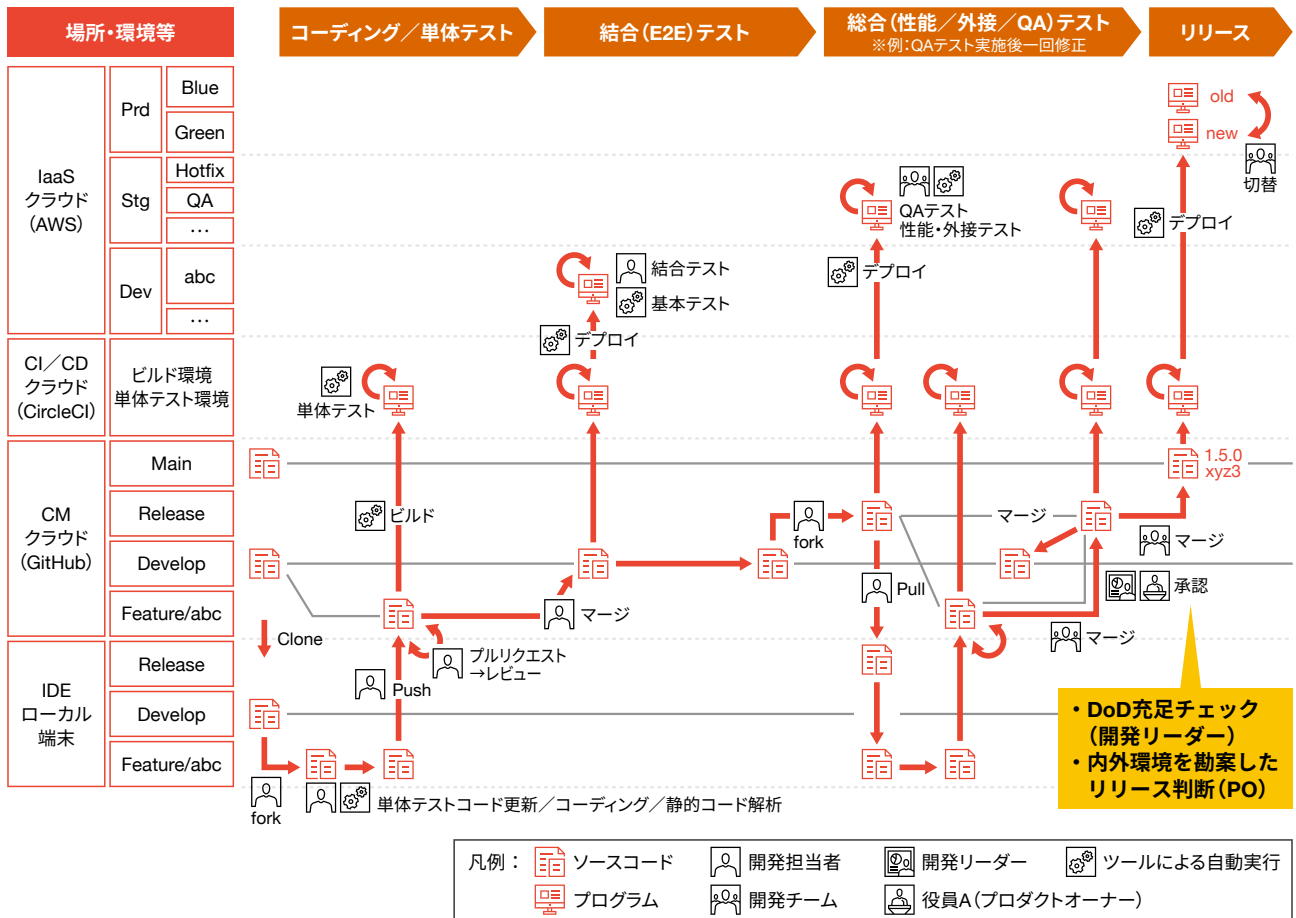 場所・環境等
コーディング／単体テスト
結合（E2E）テスト
総合（性能／外接／QA）テスト
※例：QAテスト実施後一回修正
リリース
IaaS
クラウド
（AWS）
Prd
Blue
Green
Stg
Hotfix
QA
…
Dev
abc
…
CI／CD
クラウド
（CircleCI）
ビルド環境
単体テスト環境
CM
クラウド
（GitHub）
Main
Release
Develop
Feature/abc
IDE
ローカル
端末
Release
Develop
Feature/abc
Clone
fork
単体テストコード更新／コーディング／静的コード解析
単体テスト
ビルド
Push
プルリクエスト
→レビュー
マージ
デプロイ
結合テスト
基本テスト
fork
QAテスト
性能・外接テスト
デプロイ
Pull
マージ
マージ
承認
マージ
1.5.0
xyz3
デプロイ
old
new
切替
・DoD充足チェック
（開発リーダー）
・内外環境を勘案した
リリース判断（PO）
凡例：
ソースコード
開発担当者
開発リーダー
ツールによる自動実行
プログラム
開発チーム
役員A（プロダクトオーナー）